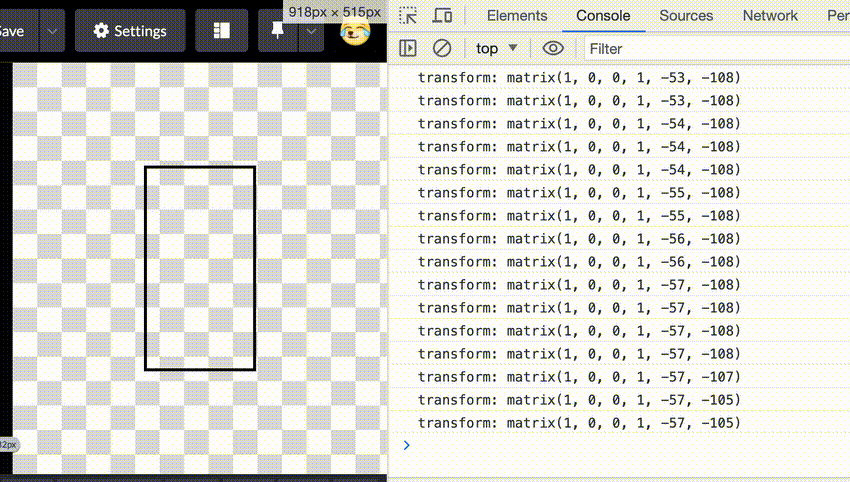 918px × 515px
Save
Settings
Elements Console Sources Network Per
top
Filter
transform: matrix(1, 0, 0, 1, -53, -108)
transform: matrix(1, 0, 0, 1, -53, -108)
transform: matrix(1, 0, 0, 1, -54, -108)
transform: matrix(1, 0, 0, 1, -54, -108)
transform: matrix(1, 0, 0, 1, -54, -108)
transform: matrix(1, 0, 0, 1, -55, -108)
transform: matrix(1, 0, 0, 1, -55, -108)
transform: matrix(1, 0, 0, 1, -56, -108)
transform: matrix(1, 0, 0, 1, -56, -108)
transform: matrix(1, 0, 0, 1, -57, -108)
transform: matrix(1, 0, 0, 1, -57, -108)
transform: matrix(1, 0, 0, 1, -57, -108)
transform: matrix(1, 0, 0, 1, -57, -108)
transform: matrix(1, 0, 0, 1, -57, -107)
transform: matrix(1, 0, 0, 1, -57, -105)
transform: matrix(1, 0, 0, 1, -57, -105)